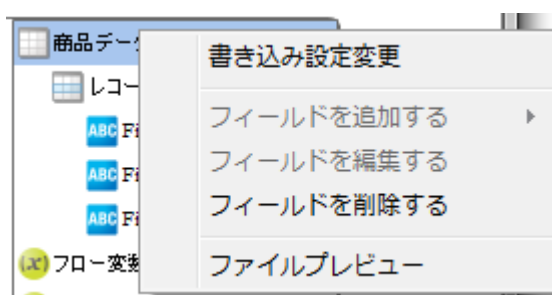 商品デー
書き込み設定変更
レコー
フィールドを追加する
ABC Fi
フィールドを編集する
ABC Fi
フィールドを削除する
ABC Fi
(x) フロー変数
ファイルプレビュー